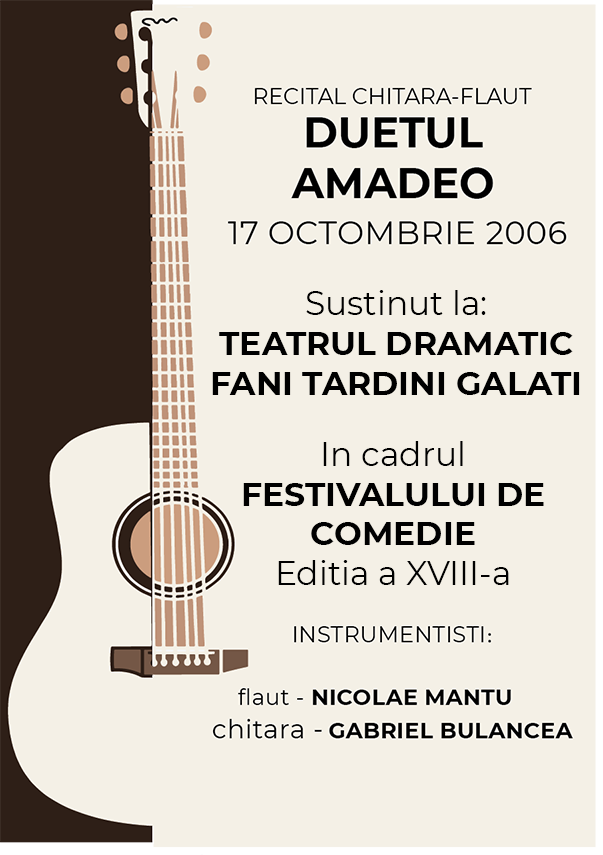 RECITAL CHITARA-FLAUT
DUETUL
AMADEO
17 OCTOMBRIE 2006
Sustinut la:
TEATRUL DRAMATIC
FANI TARDINI GALATI
In cadrul
FESTIVALULUI DE
COMEDIE
Editia a XVIII-a
INSTRUMENTISTI:
flaut - NICOLAE MANTU
chitara - GABRIEL BULANCEA